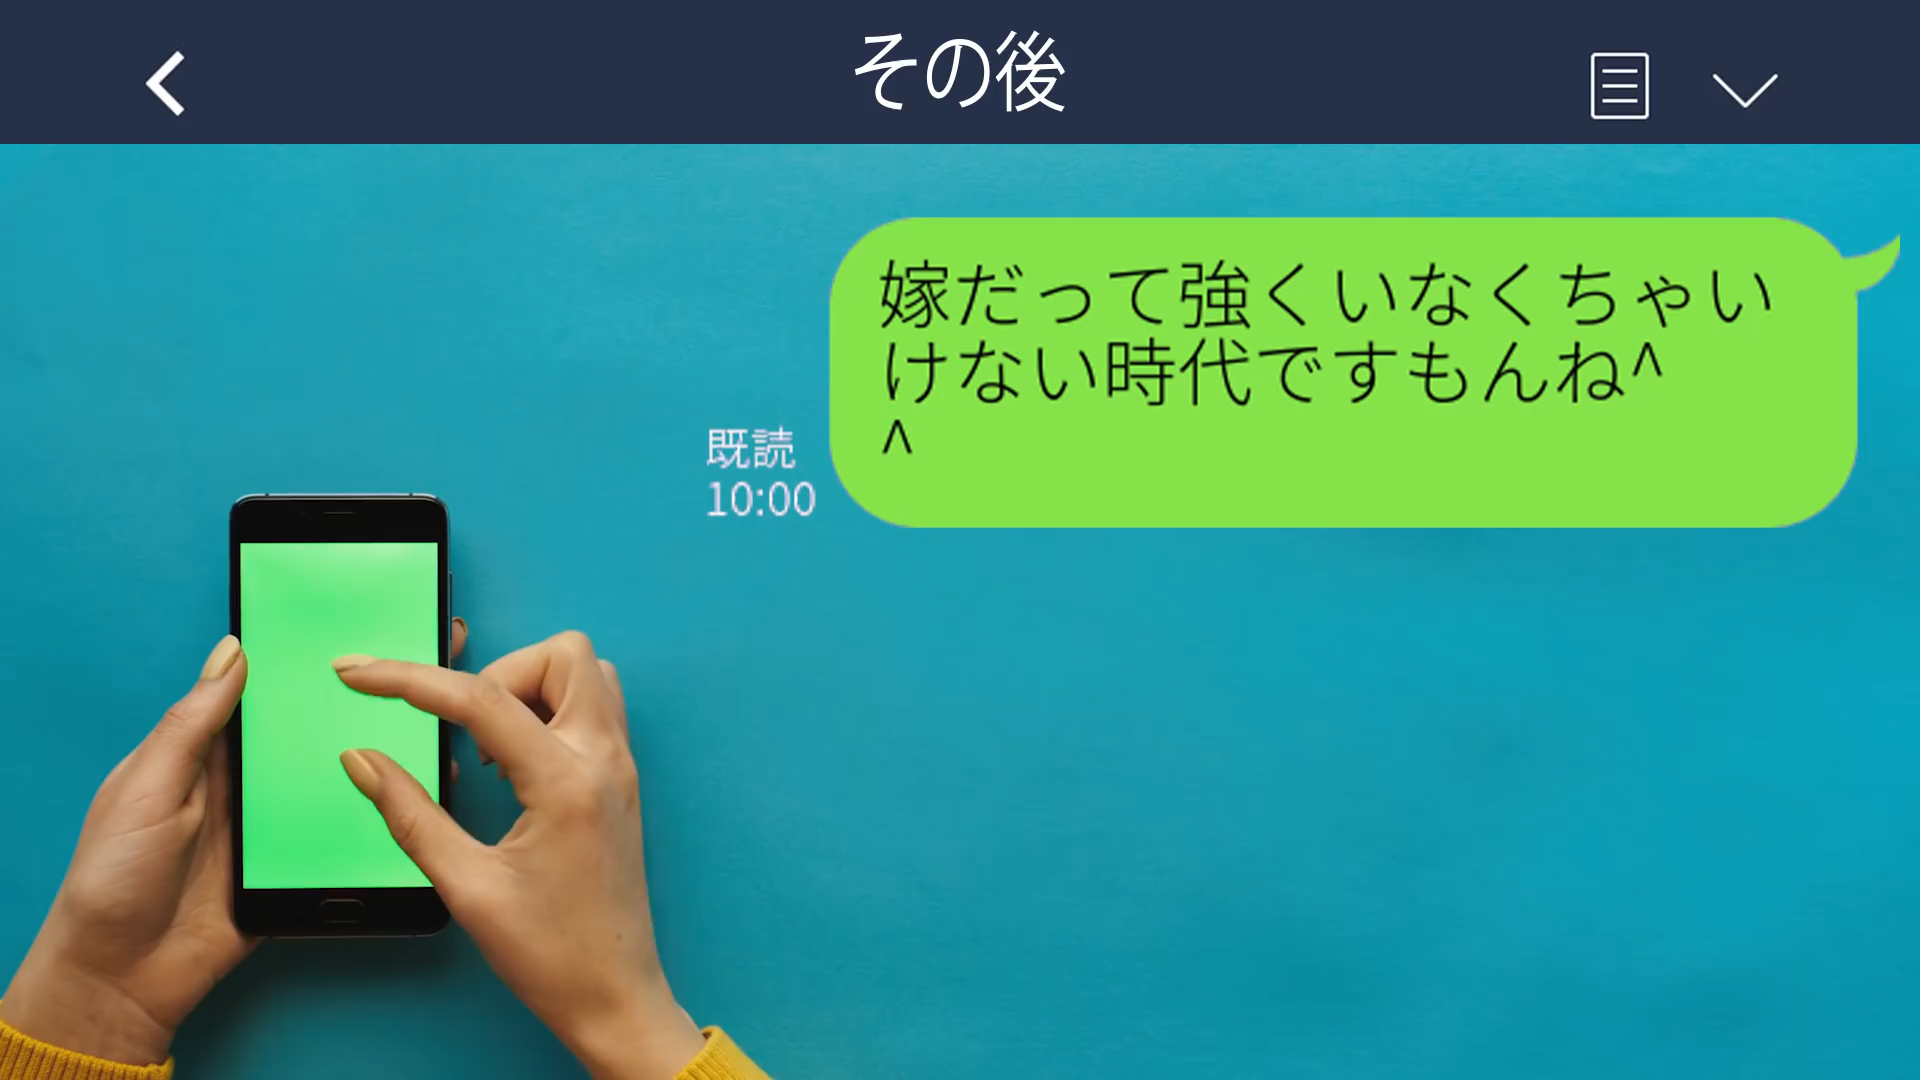 その後
嫁だって強くいなくちゃい
けない時代ですもんね^
^
既読
10:00